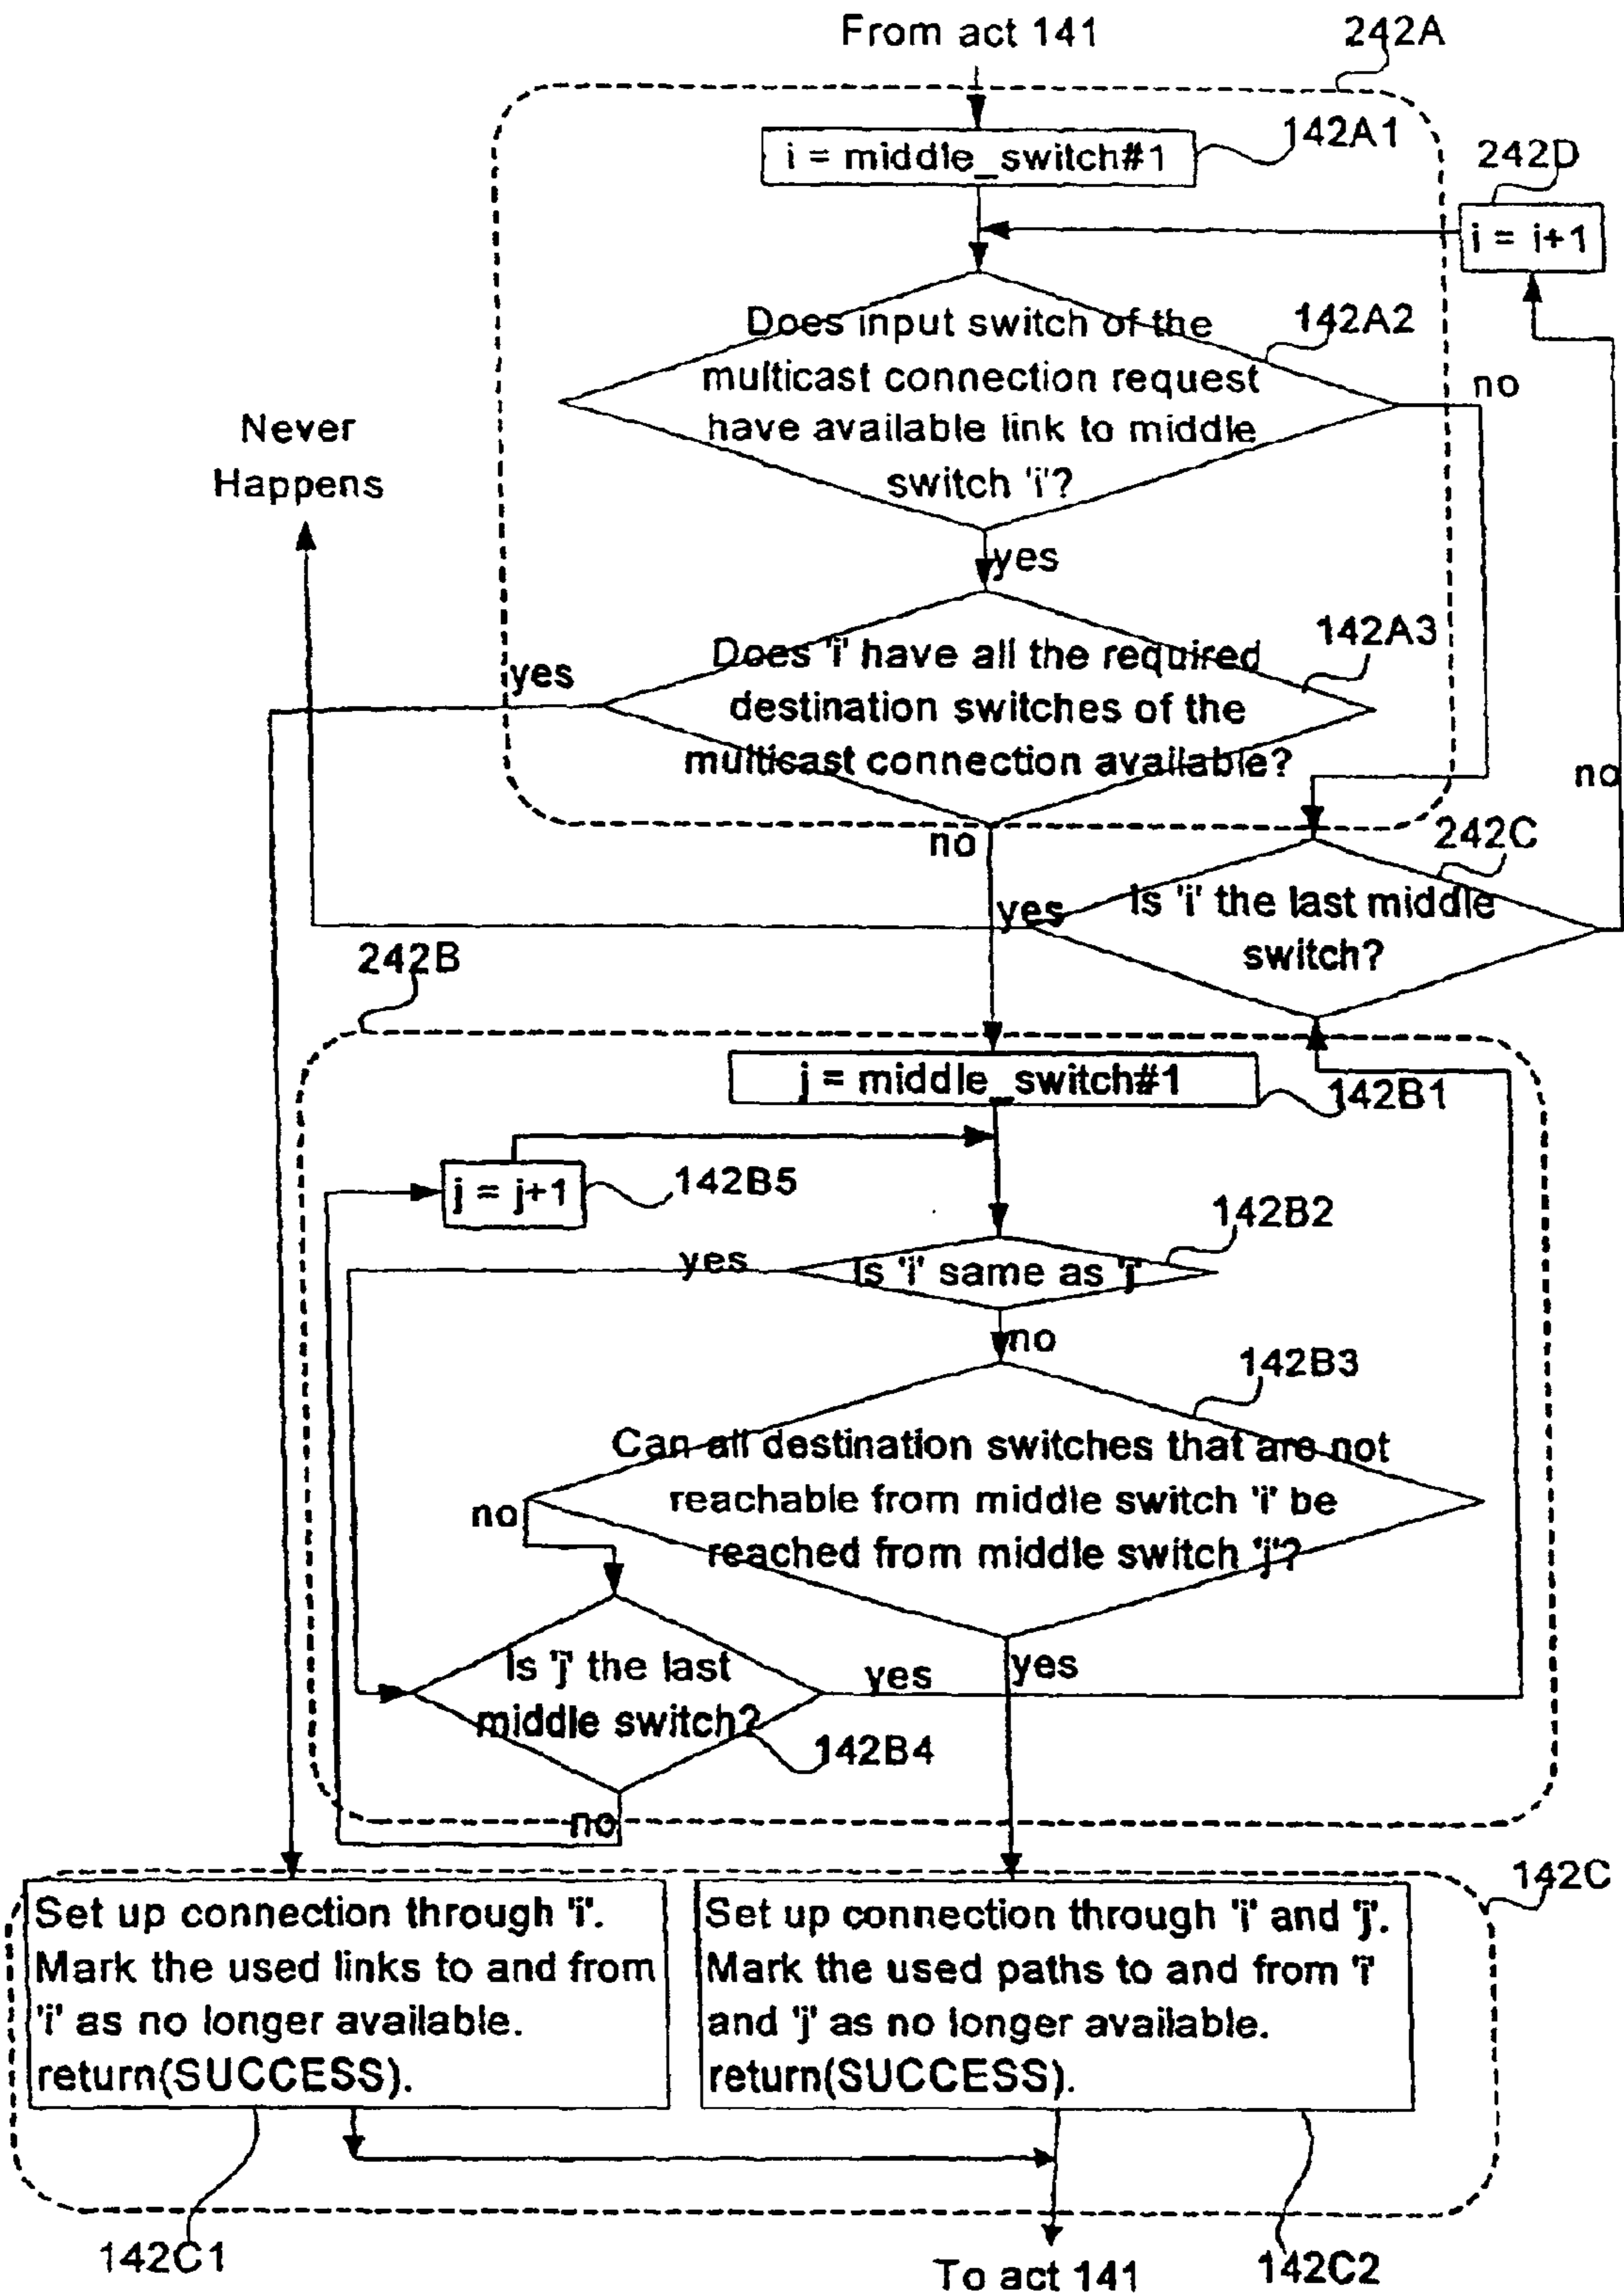 From act 141
242A
i = middle_switch#1
142A1
242D
i = i+1
Does input switch of the
multicast connection request
have available link to middle
switch 'i'?
142A2
no
Never
Happens
yes
Does 'i' have all the required
destination switches of the
multicast connection available?
142A3
yes
no
no
242C
yes
Is 'i' the last middle
switch?
242B
j = middle_switch#1
142B1
j = j+1
142B5
142B2
yes
Is 'i' same as 'j'
no
142B3
Can all destination switches that are not
reachable from middle switch 'i' be
reached from middle switch 'j'?
no
Is 'j' the last
middle switch?
yes
yes
142B4
no
142C
Set up connection through 'i'.
Mark the used links to and from
'i' as no longer available.
return(SUCCESS).
Set up connection through 'i' and 'j'.
Mark the used paths to and from 'i'
and 'j' as no longer available.
return(SUCCESS).
142C1
To act 141
142C2